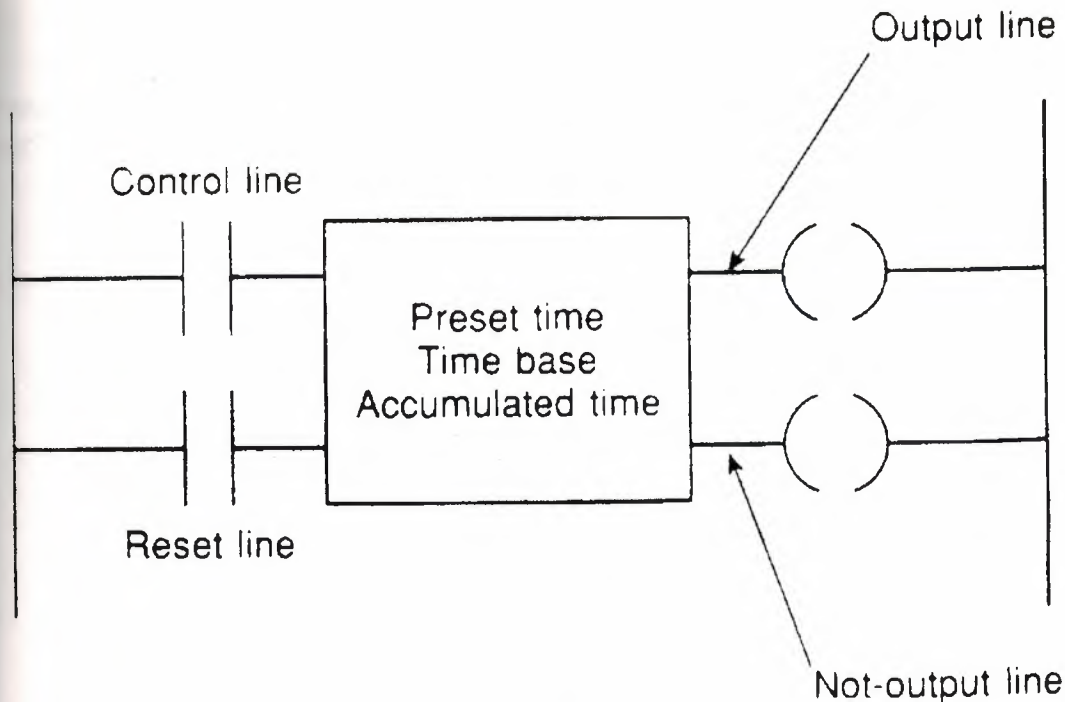 Output line
Control line
Preset time
Time base
Accumulated time
Reset line
Not-output line